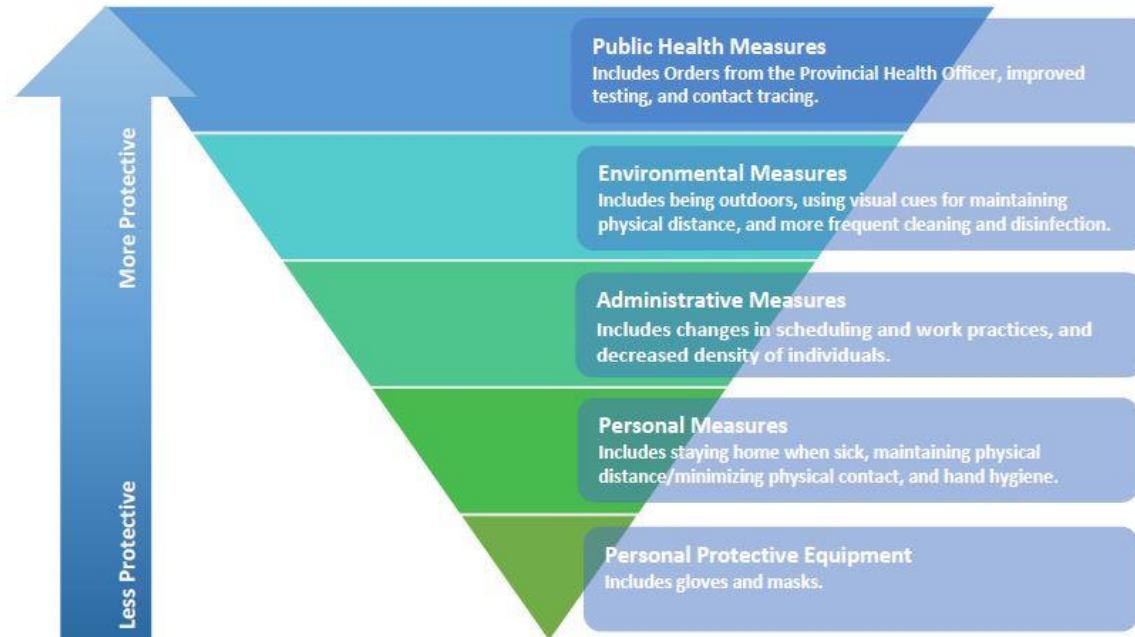 Public Health Measures
Includes Orders from the Provincial Health Officer, improved
testing, and contact tracing.
More Protective
Environmental Measures
Includes being outdoors, using visual cues for maintaining
physical distance, and more frequent cleaning and disinfection.
Administrative Measures
Includes changes in scheduling and work practices, and
decreased density of individuals.
Personal Measures
Includes staying home when sick, maintaining physical
distance/minimizing physical contact, and hand hygiene.
Less Protective
Personal Protective Equipment
Includes gloves and masks.